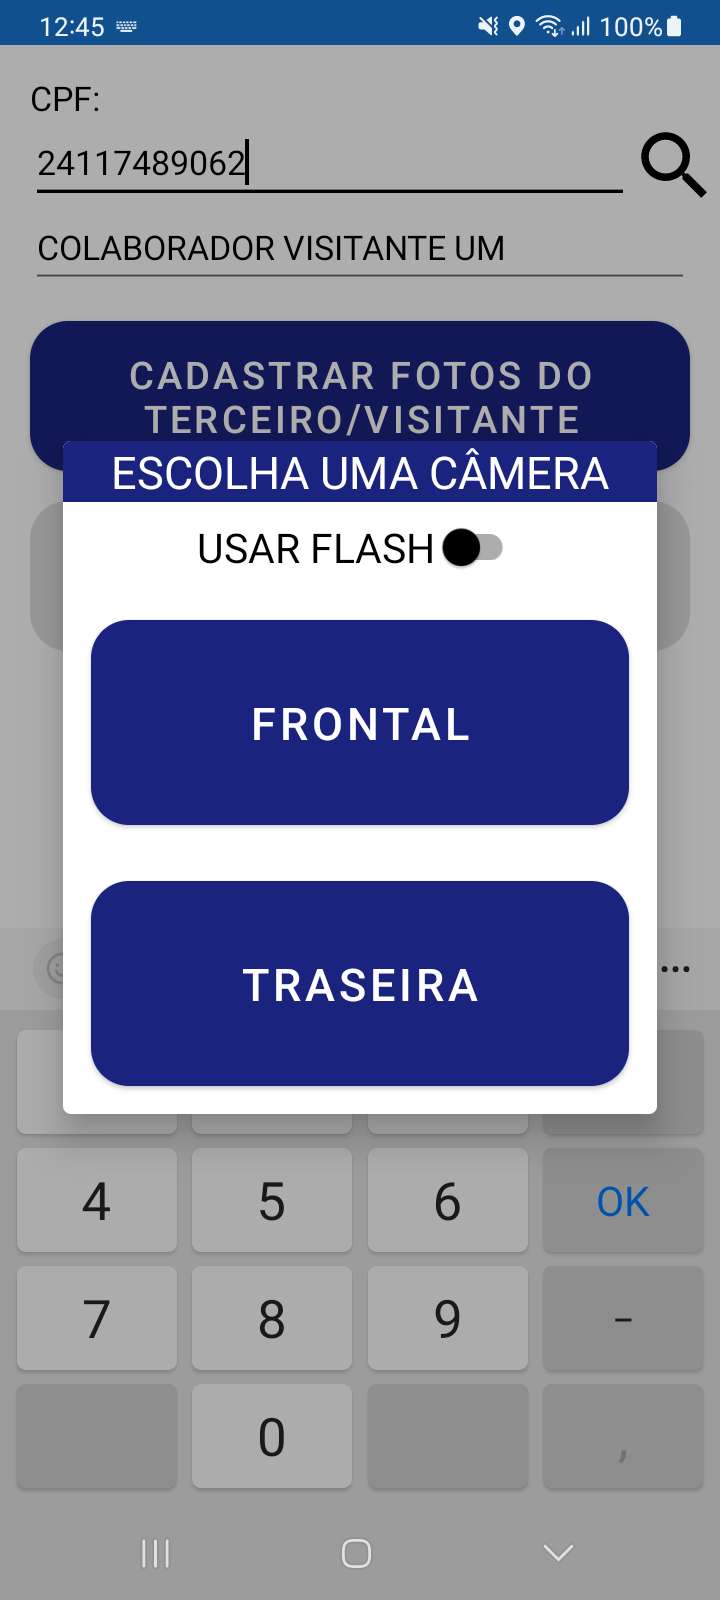 12:45
100%
CPF:
24117489062
COLABORADOR VISITANTE UM
CADASTRAR FOTOS DO
TERCEIRO/VISITANTE
ESCOLHA UMA CÂMERA
USAR FLASH
FRONTAL
TRASEIRA
4 5 6 OK
7 8 9 -
0 ,